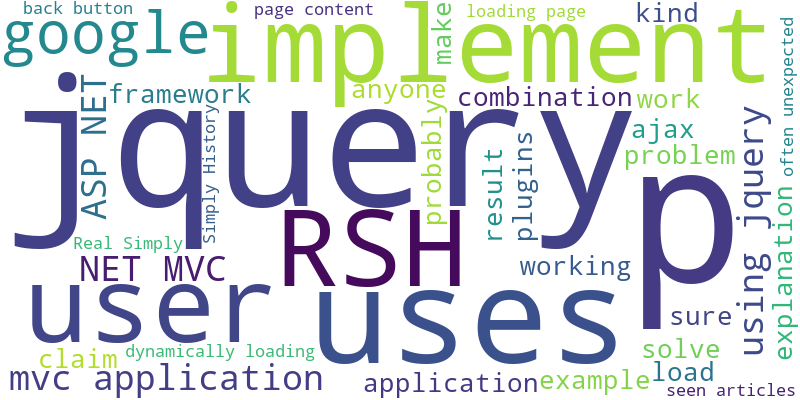 back button
page content
loading page
kind
google
implement
make
often unexpected
framework
anyone
combination
work
jquery
ASP NET
Simply History
probably
plugins
result
ajax
problem
using jquery
explanation
p
RSH
Real Simply
NET MVC
working
user
uses
sure
claim
dynamically loading
solve
mvc application
application
example
load
seen articles